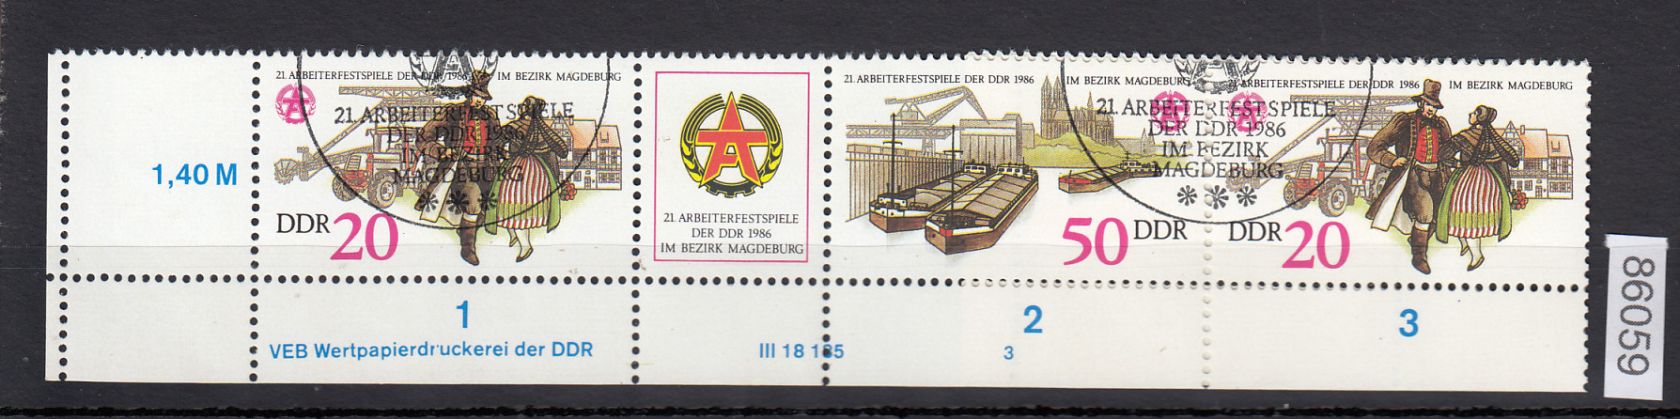 21. ARBEITERFESTSPIELE DER DDR 1986 IM BEZIRK MAGDEBURG
21. ARBEITERFESTSPIELE
DER DDR 1986
IM BEZIRK
MAGDEBURG
***
1,40 M
DDR 20
21. ARBEITERFESTSPIELE
DER DDR 1986
IM BEZIRK MAGDEBURG
21. ARBEITERFESTSPIELE DER DDR 1986 IM BEZIRK MAGDEBURG
50 DDR
21. ARBEITERFESTSPIELE
DER DDR 1986
IM BEZIRK
MAGDEBURG
***
21. ARBEITERFESTSPIELE DER DDR 1986 IM BEZIRK MAGDEBURG
DDR 20
1
2
3
VEB Wertpapierdruckerei der DDR
III 18 185
3
86059